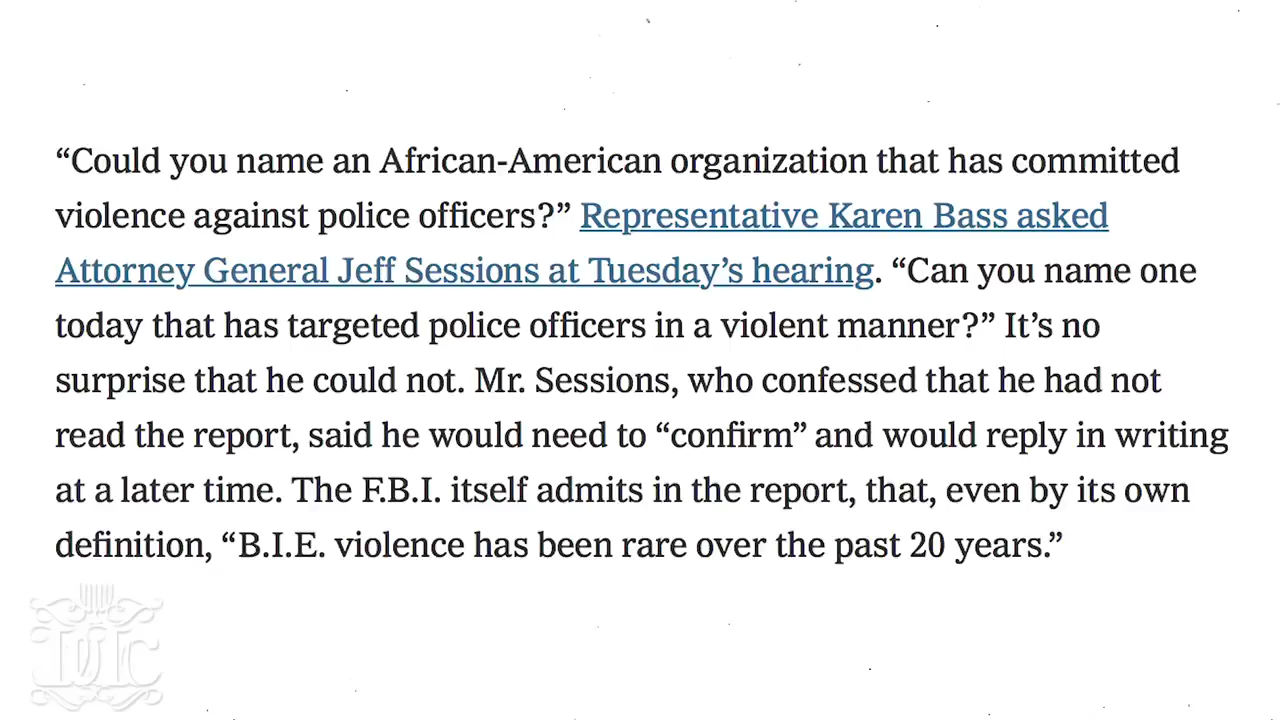 “Could you name an African-American organization that has committed
violence against police officers?” Representative Karen Bass asked
Attorney General Jeff Sessions at Tuesday’s hearing. “Can you name one
today that has targeted police officers in a violent manner?” It’s no
surprise that he could not. Mr. Sessions, who confessed that he had not
read the report, said he would need to “confirm” and would reply in writing
at a later time. The F.B.I. itself admits in the report, that, even by its own
definition, “B.I.E. violence has been rare over the past 20 years.”